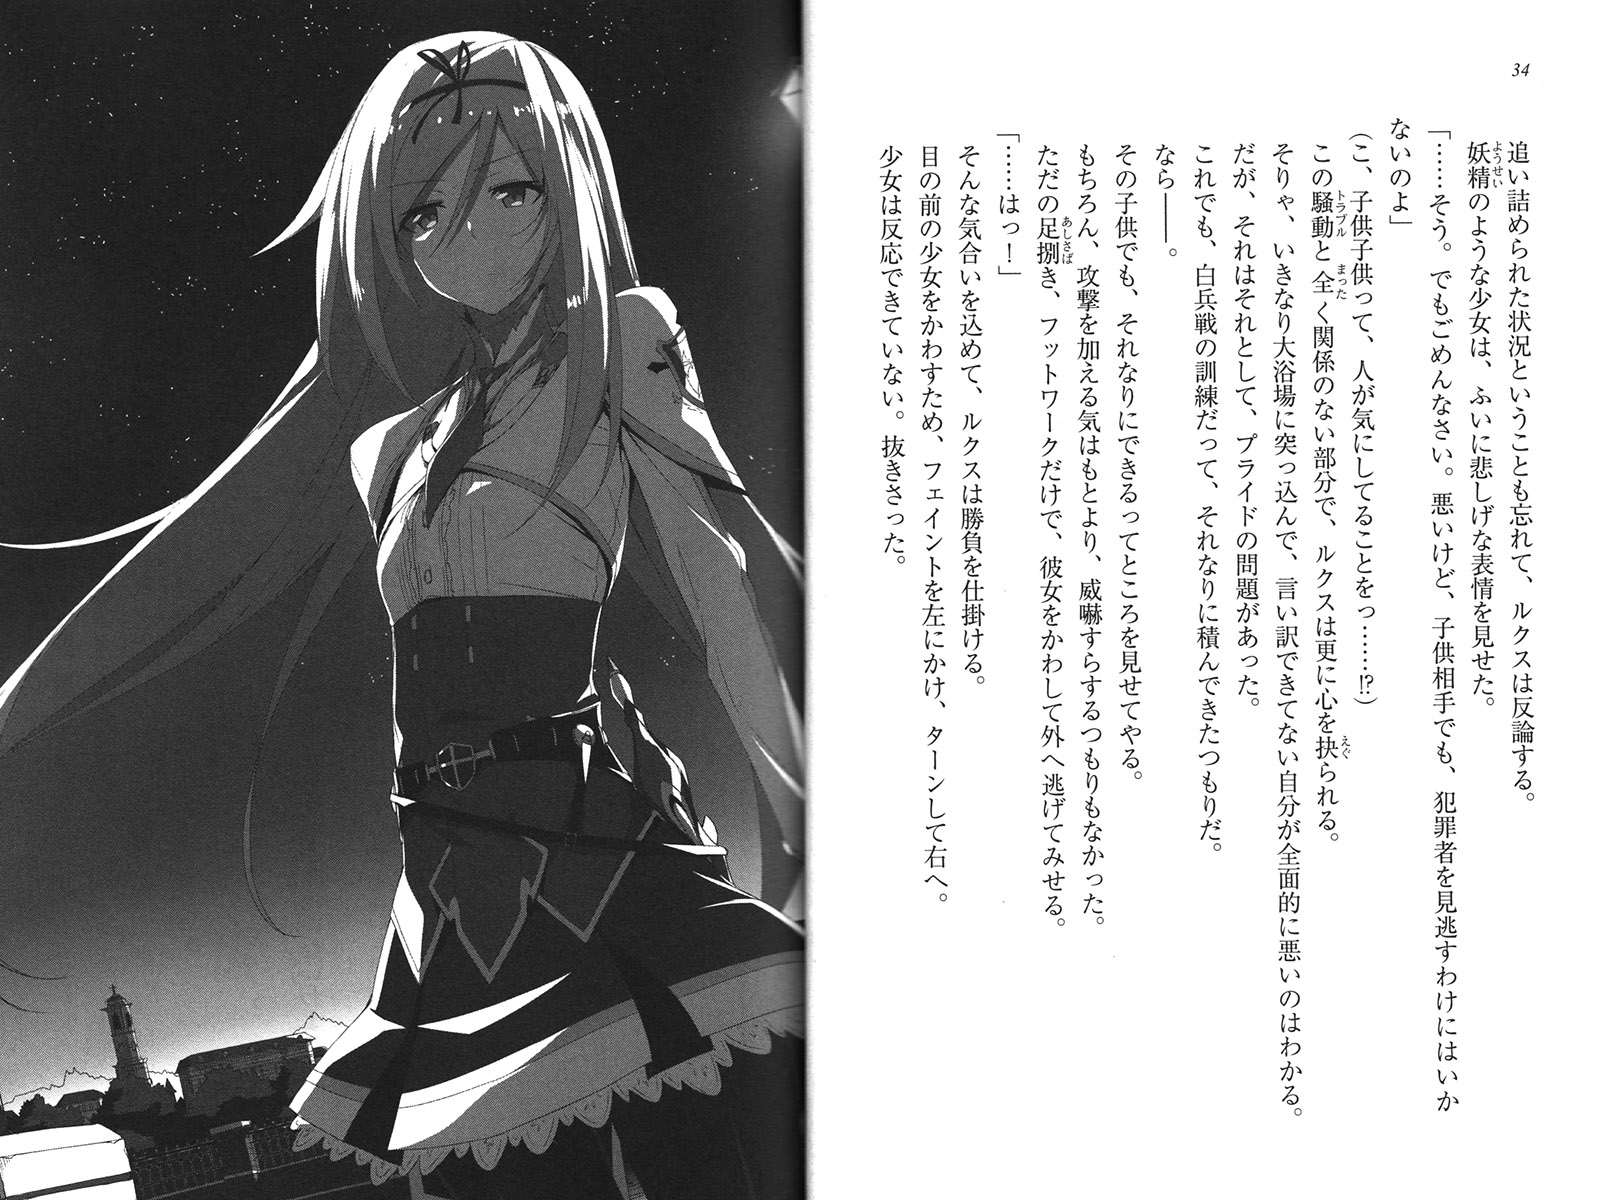 34
追い詰められた状況ということも忘れて、ルクスは反論する。
妖精のような少女は、ふいに悲しげな表情を見せた。
「……そう。でもごめんなさい。悪いけど、子供相手でも、犯罪者を見逃すわけにはいか
ないのよ」
(こ、子供子供って、人が気にしてることをっ……!?)
この騒動と全く関係のない部分で、ルクスは更に心を抉られる。
そりゃ、いきなり大浴場に突っ込んで、言い訳できてない自分が全面的に悪いのはわかる。
だが、それはそれとして、プライドの問題があった。
これでも、白兵戦の訓練だって、それなりに積んできたつもりだ。
なら――。
その子供でも、それなりにできるってところを見せてやる。
もちろん、攻撃を加える気はもとより、威嚇すらするつもりもなかった。
ただの足捌き、フットワークだけで、彼女をかわして外へ逃げてみせる。
「……はっ！」
そんな気合いを込めて、ルクスは勝負を仕掛ける。
目の前の少女をかわすため、フェイントを左にかけ、ターンして右へ。
少女は反応できていない。抜きさった。